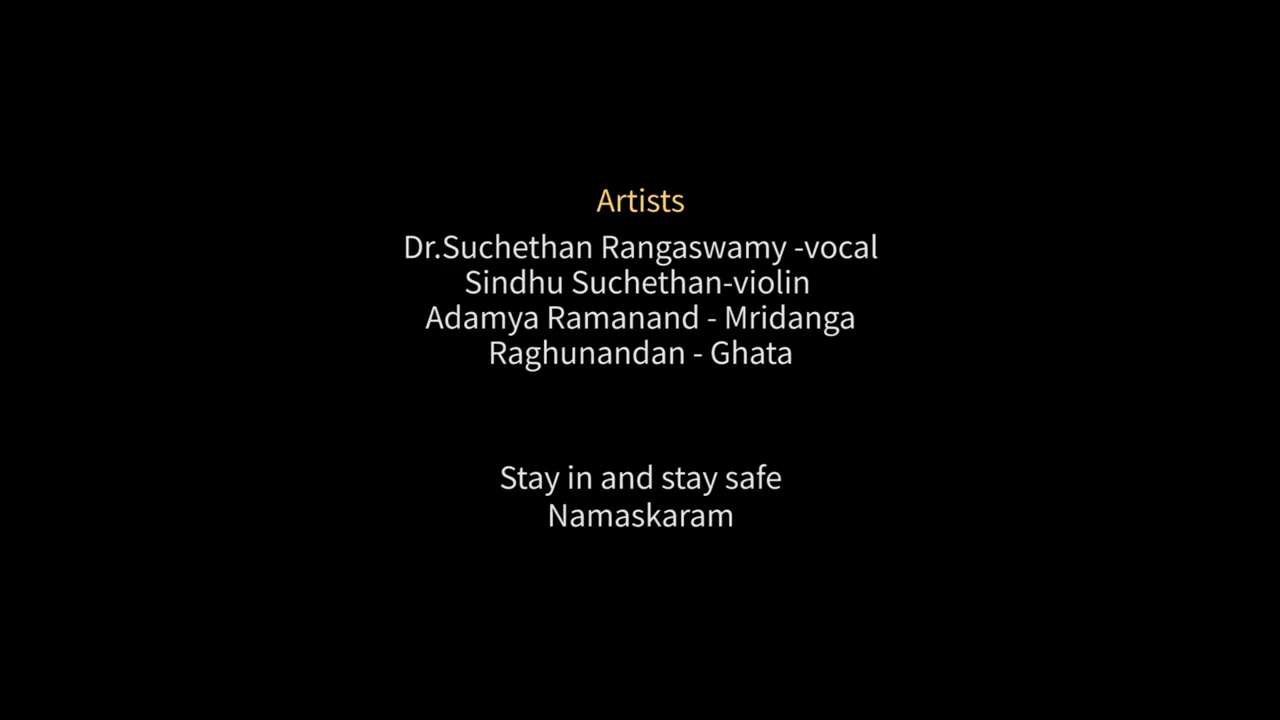 Artists
Dr.Suchethan Rangaswamy -vocal
Sindhu Suchethan-violin
Adamya Ramanand - Mridanga
Raghunandan - Ghata
Stay in and stay safe
Namaskaram